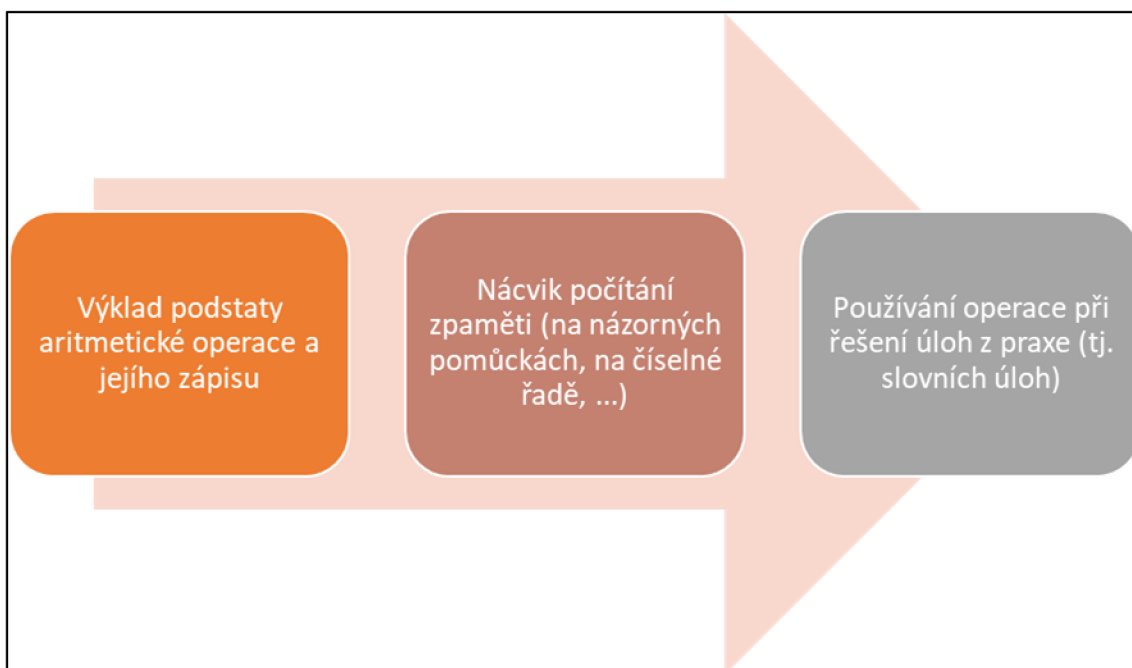 Výklad podstaty
aritmetické operace a
jejího zápisu
Nácvik počítání
zpaměti (na názorných
pomůckách, na číselné
řadě, ...)
Používání operace při
řešení úloh z praxe (tj.
slovních úloh)